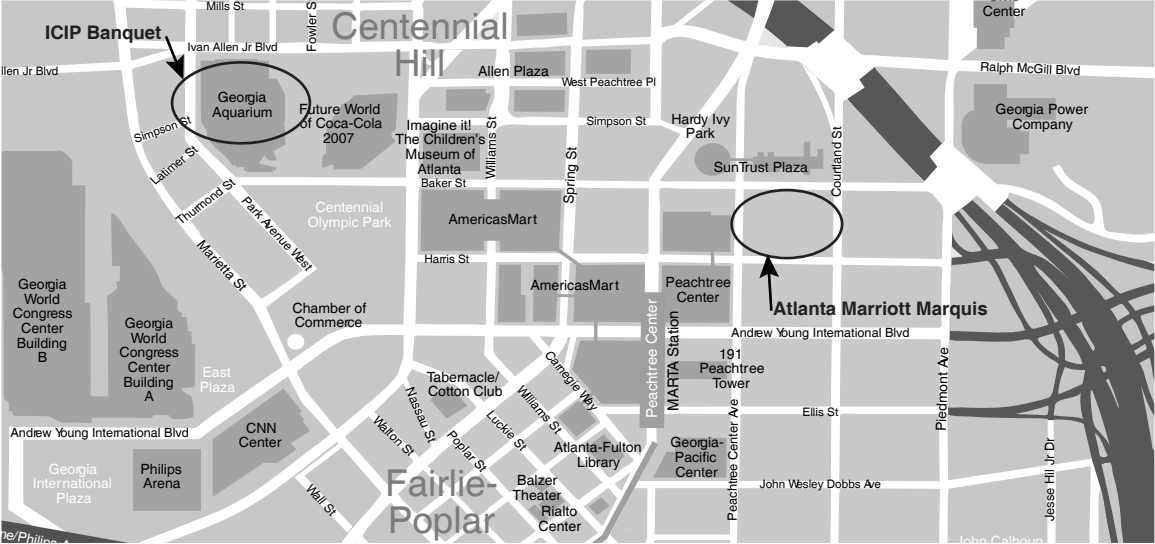 Mills St
Fowler S
Centennial
Hill
Civic
Center
ICIP Banquet
Ivan Allen Jr Blvd
llen Jr Blvd
Allen Plaza
West Peachtree Pl
Ralph McGill Blvd
Georgia
Aquarium
Future World
of Coca-Cola
2007
Georgia Power
Company
Simpson St
Imagine it!
The Children's
Museum of
Atlanta
Williams St
Simpson St
Hardy Ivy
Park
Courtland St
Latimer St
Spring St
SunTrust Plaza
Baker St
Thurmond St
Park Avenue West
Centennial
Olympic Park
AmericasMart
Marietta St
Harris St
AmericasMart
Peachtree
Center
Georgia
World
Congress
Center
Building
B
Chamber of
Commerce
Atlanta Marriott Marquis
Georgia
World
Congress
Center
Building
A
Peachtree Center
MARTA Station
Andrew Young International Blvd
191
Peachtree
Tower
East
Plaza
Tabernacle/
Cotton Club
Carnegie Way
Piedmont Ave
Nassau St
Williams St
Ellis St
Luckie St
Walton St
Poplar St
Andrew Young International Blvd
CNN
Center
Atlanta-Fulton
Library
Georgia-
Pacific
Center
Peachtree Center Ave
Georgia
International
Plaza
Philips
Arena
Fairlie-
Poplar
Wall St
Balzer
Theater
Rialto
Center
John Wesley Dobbs Ave
Jesse Hil Jr Dr
ne/Philips A
John Calhoun